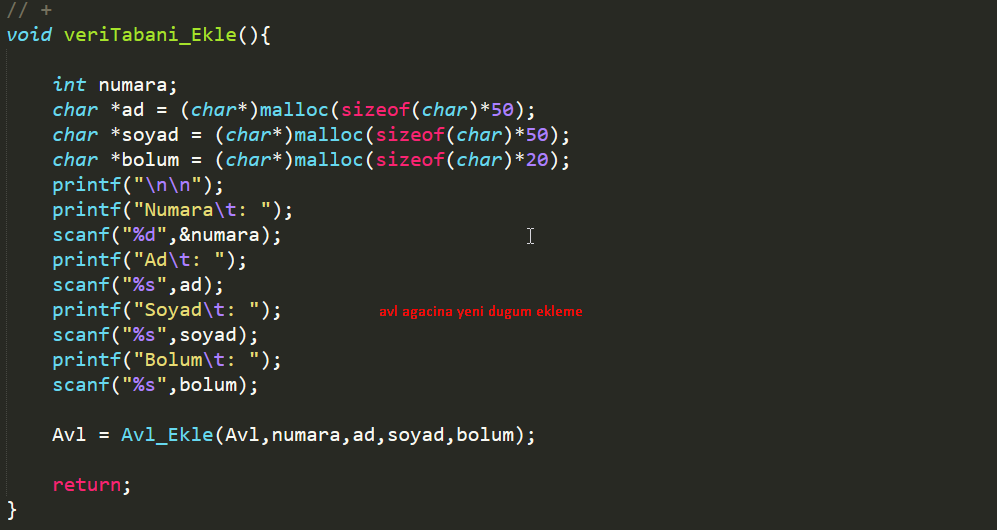 // +
void veriTabani_Ekle(){
int numara;
char *ad = (char*)malloc(sizeof(char)*50);
char *soyad = (char*)malloc(sizeof(char)*50);
char *bolum = (char*)malloc(sizeof(char)*20);
printf("\n\n");
printf("Numara\t: ");
scanf("%d",&numara);
printf("Ad\t: ");
scanf("%s",ad);
printf("Soyad\t: ");
avl agacina yeni dugum ekleme
scanf("%s",soyad);
printf("Bolum\t: ");
scanf("%s",bolum);
Avl = Avl_Ekle(Avl,numara,ad,soyad,bolum);
return;
}